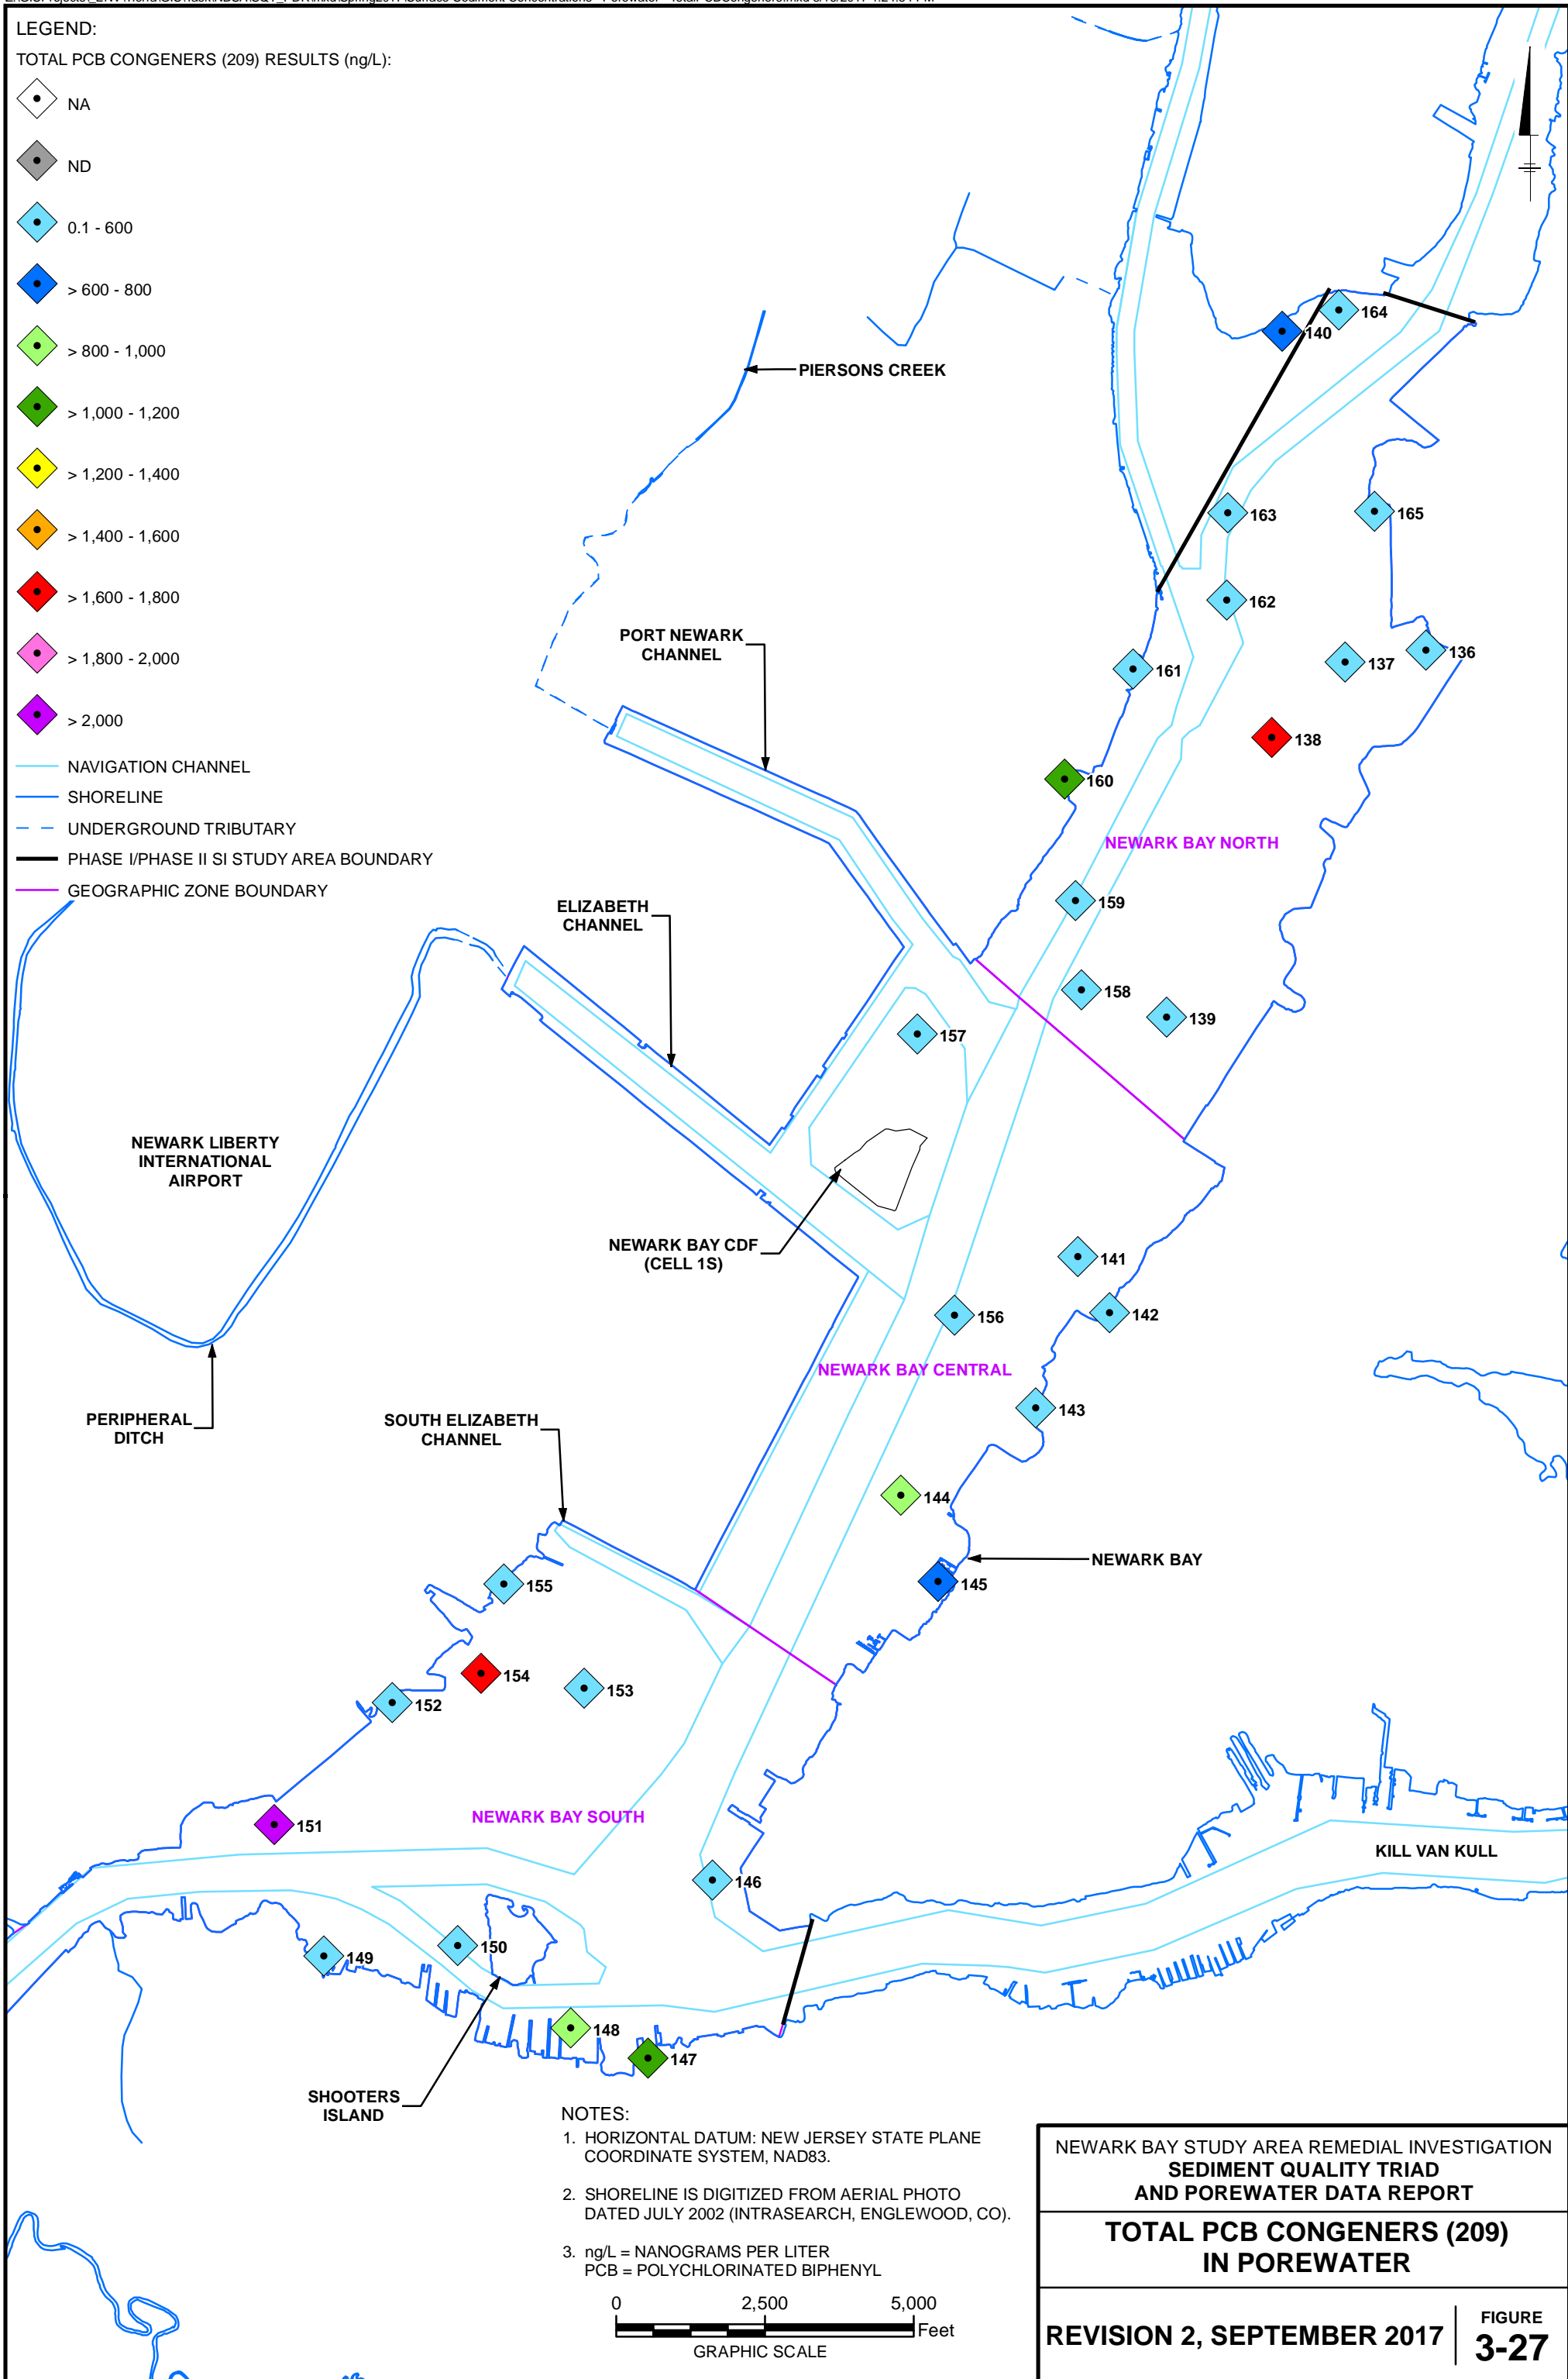 LEGEND:
TOTAL PCB CONGENERS (209) RESULTS (ng/L):
NA
ND
0.1 - 600
> 600 - 800
> 800 - 1,000
> 1,000 - 1,200
> 1,200 - 1,400
> 1,400 - 1,600
> 1,600 - 1,800
> 1,800 - 2,000
> 2,000
NAVIGATION CHANNEL
SHORELINE
UNDERGROUND TRIBUTARY
PHASE I/PHASE II SI STUDY AREA BOUNDARY
GEOGRAPHIC ZONE BOUNDARY
164
140
PIERSONS CREEK
163
165
162
PORT NEWARK
CHANNEL
136
137
161
138
160
NEWARK BAY NORTH
159
ELIZABETH
CHANNEL
158
139
157
NEWARK LIBERTY
INTERNATIONAL
AIRPORT
NEWARK BAY CDF
(CELL 1S)
141
142
156
NEWARK BAY CENTRAL
143
PERIPHERAL
DITCH
SOUTH ELIZABETH
CHANNEL
144
NEWARK BAY
145
155
154
153
152
NEWARK BAY SOUTH
151
KILL VAN KULL
146
150
149
148
147
SHOOTERS
ISLAND
NOTES:
1. HORIZONTAL DATUM: NEW JERSEY STATE PLANE
COORDINATE SYSTEM, NAD83.
2. SHORELINE IS DIGITIZED FROM AERIAL PHOTO
DATED JULY 2002 (INTRASEARCH, ENGLEWOOD, CO).
3. ng/L = NANOGRAMS PER LITER
PCB = POLYCHLORINATED BIPHENYL
0 2,500 5,000
Feet
GRAPHIC SCALE
NEWARK BAY STUDY AREA REMEDIAL INVESTIGATION
SEDIMENT QUALITY TRIAD
AND POREWATER DATA REPORT
TOTAL PCB CONGENERS (209)
IN POREWATER
REVISION 2, SEPTEMBER 2017
FIGURE
3-27